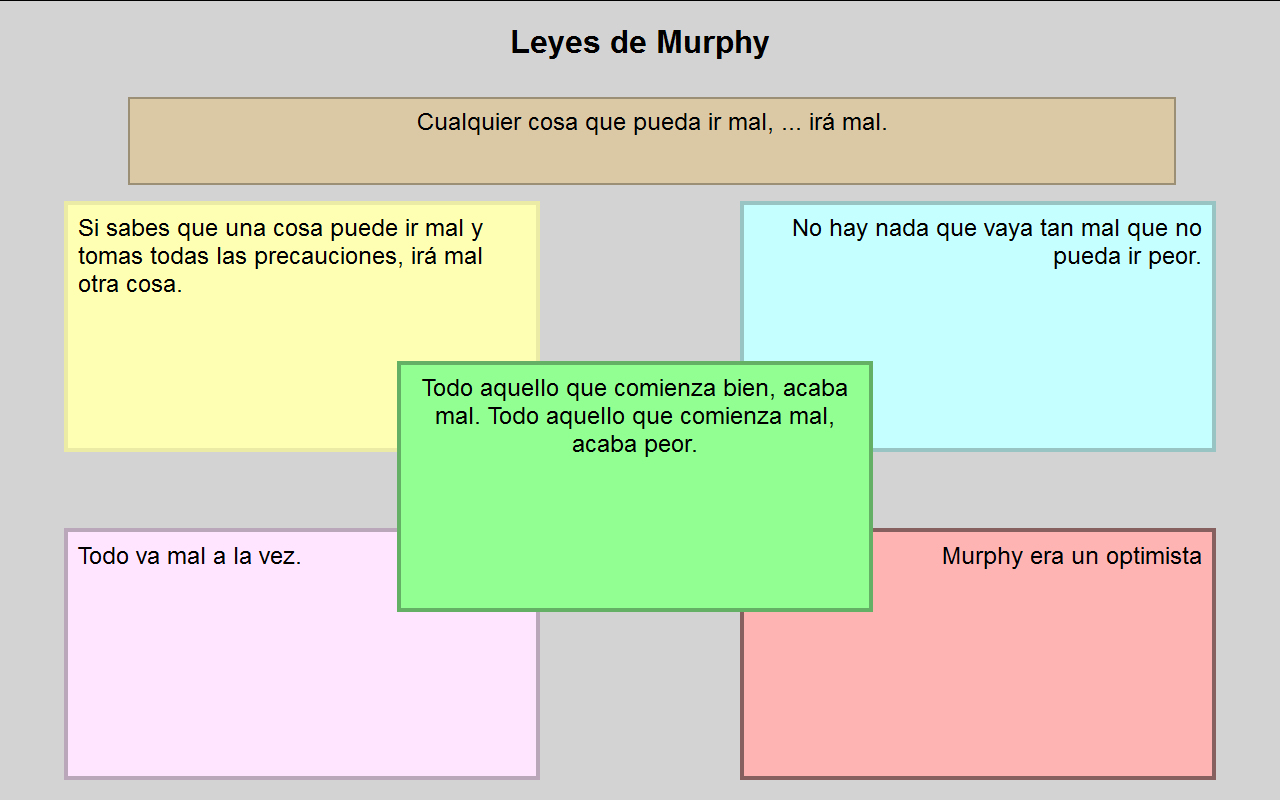 Leyes de Murphy
Cualquier cosa que pueda ir mal, ... irá mal.
Si sabes que una cosa puede ir mal y
tomas todas las precauciones, irá mal
otra cosa.
No hay nada que vaya tan mal que no
pueda ir peor.
Todo aquello que comienza bien, acaba
mal. Todo aquello que comienza mal,
acaba peor.
Todo va mal a la vez.
Murphy era un optimista